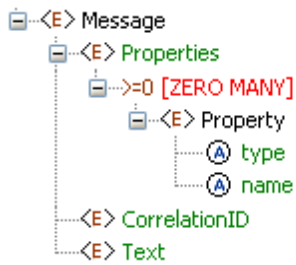 <E> Message
<E> Properties
>=0 [ZERO MANY]
<E> Property
A type
A name
<E> CorrelationID
<E> Text